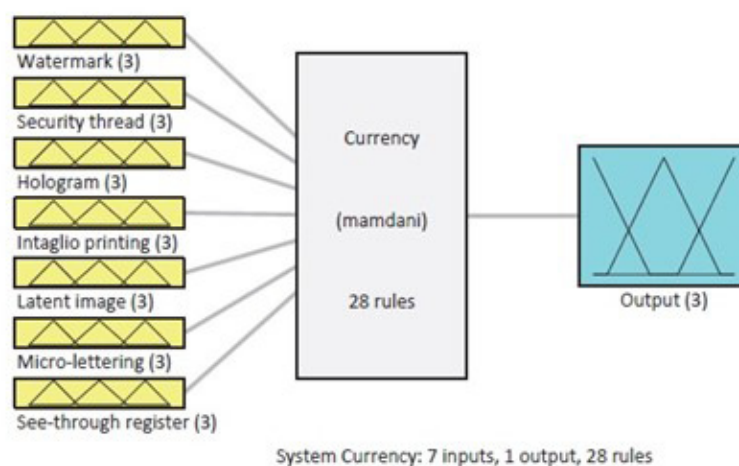 Watermark (3)
Security thread (3)
Hologram (3)
Intaglio printing (3)
Latent image (3)
Micro-lettering (3)
See-through register (3)
Currency
(mamdani)
28 rules
Output (3)
System Currency: 7 inputs, 1 output, 28 rules